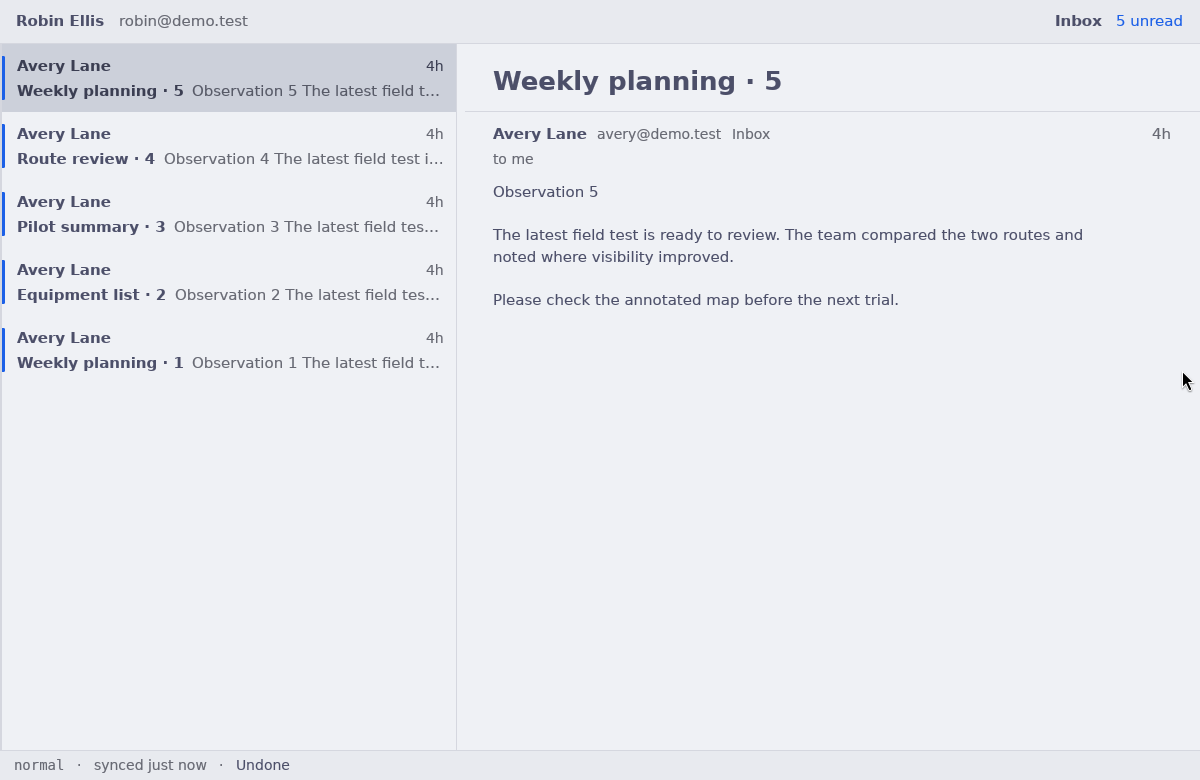 Robin Ellis robin@demo.test
Inbox 5 unread
Avery Lane 4h
Weekly planning · 5 Observation 5 The latest field t…
Avery Lane 4h
Route review · 4 Observation 4 The latest field test i…
Avery Lane 4h
Pilot summary · 3 Observation 3 The latest field tes…
Avery Lane 4h
Equipment list · 2 Observation 2 The latest field tes…
Avery Lane 4h
Weekly planning · 1 Observation 1 The latest field t…
Weekly planning · 5
Avery Lane avery@demo.test Inbox 4h
to me
Observation 5
The latest field test is ready to review. The team compared the two routes and
noted where visibility improved.
Please check the annotated map before the next trial.
normal · synced just now · Undone